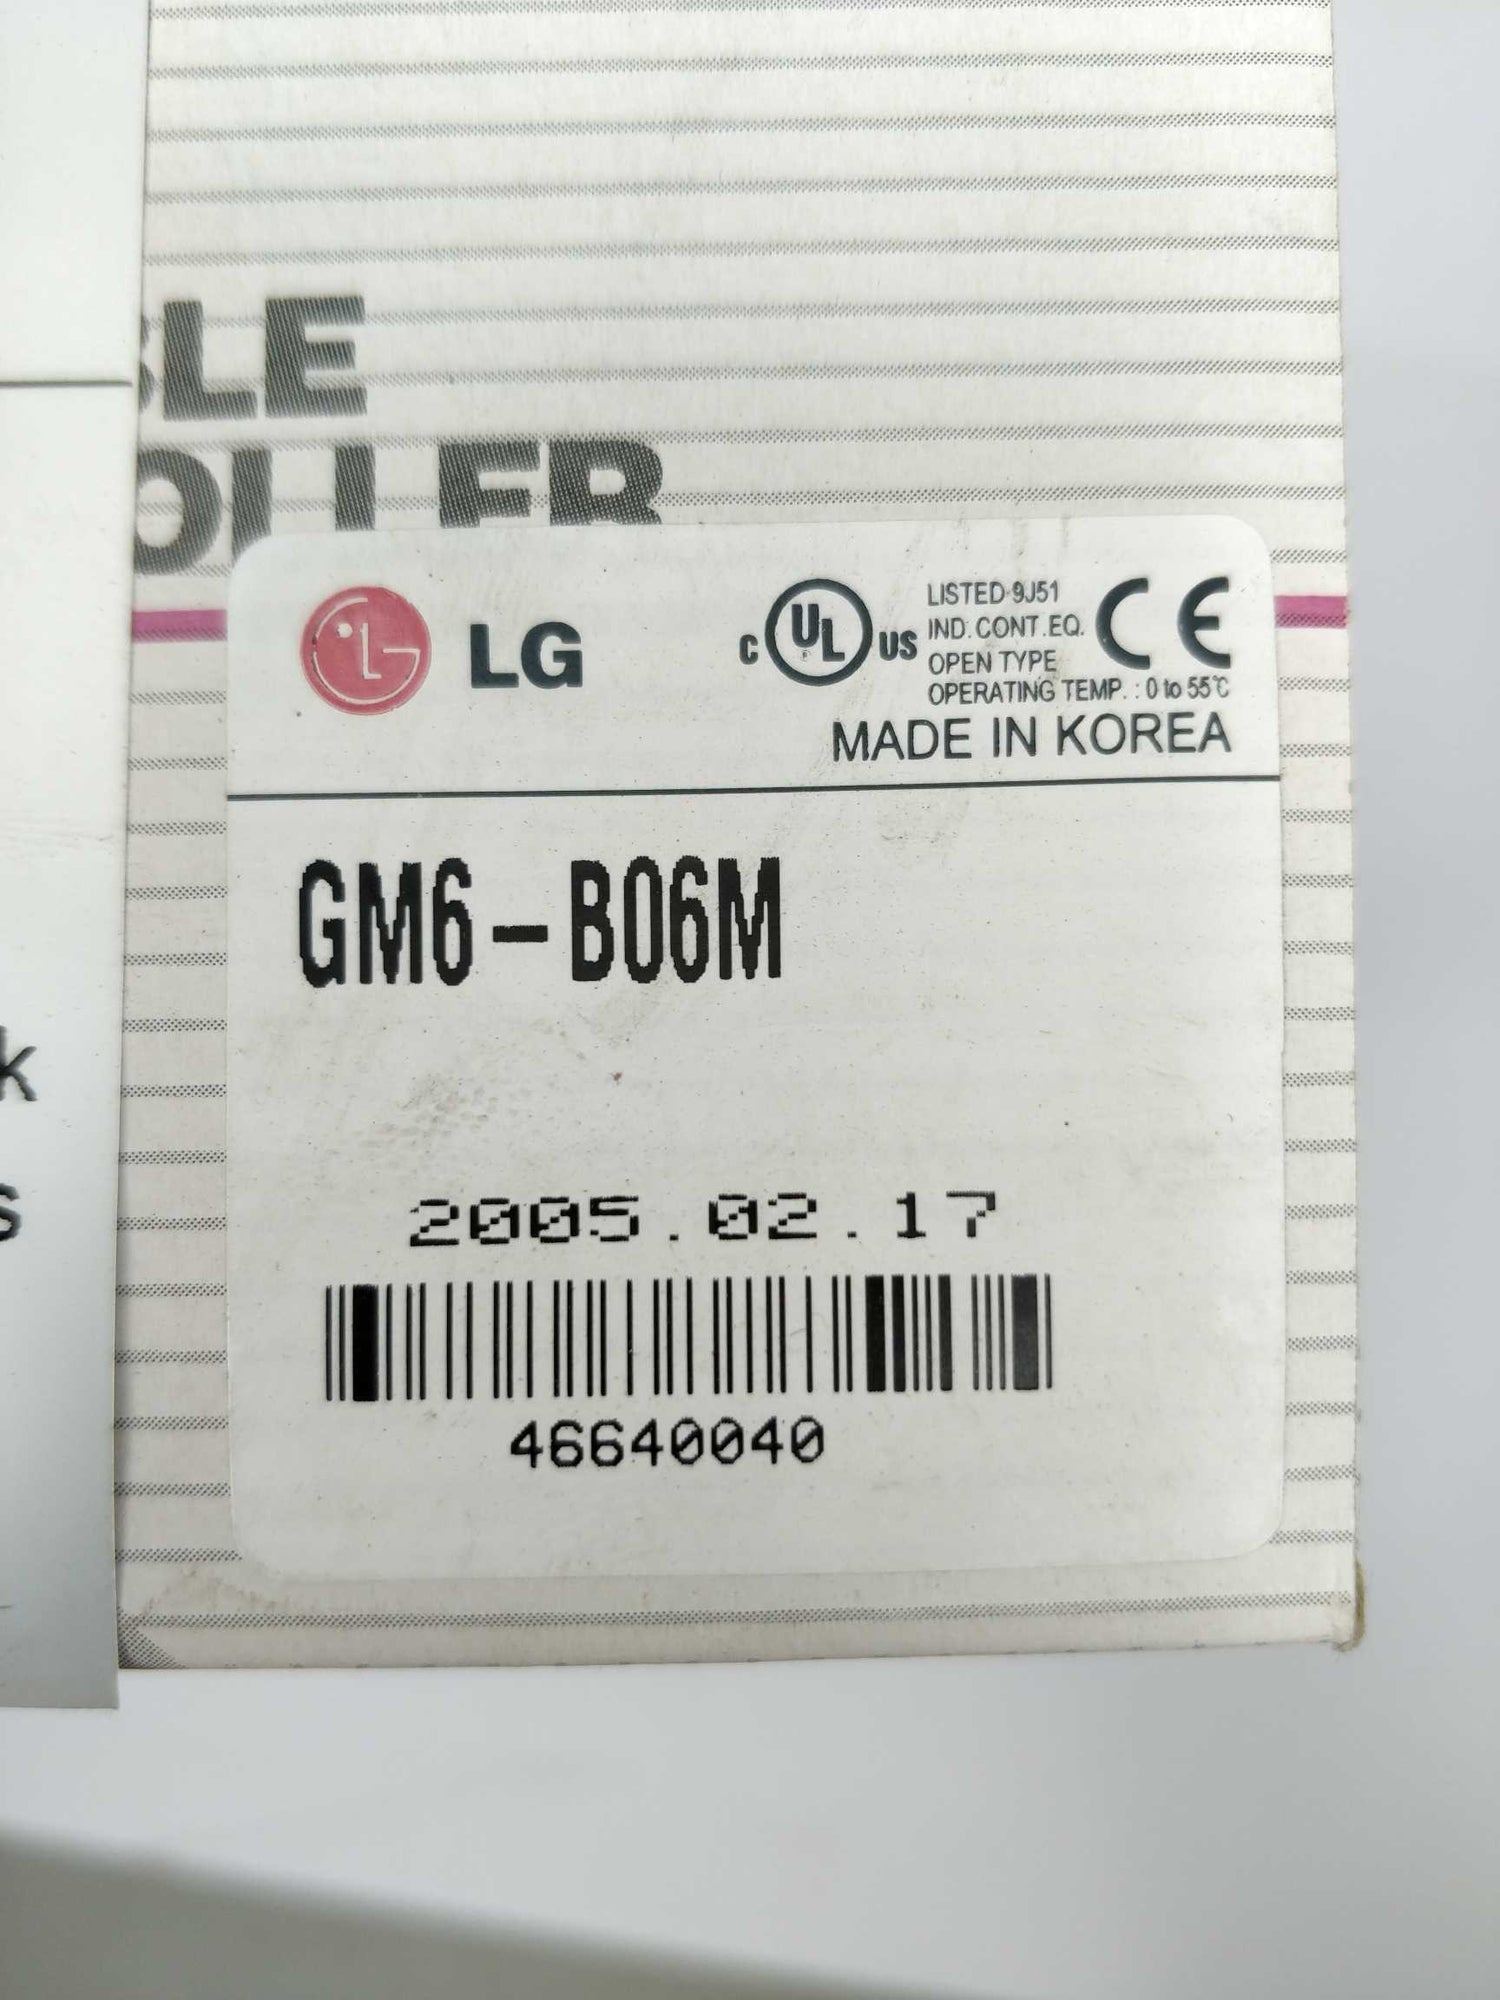 BLE
OLLER
LG
C UL US
LISTED 9J51
IND. CONT. EQ.
OPEN TYPE
OPERATING TEMP. : 0 to 55℃
CE
MADE IN KOREA
GM6-B06M
k
s
2005.02.17
46640040